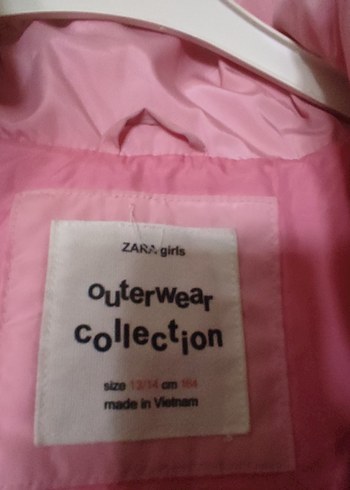 ZARA girls
outerwear
collection
size 13/14 cm 164
made in Vietnam